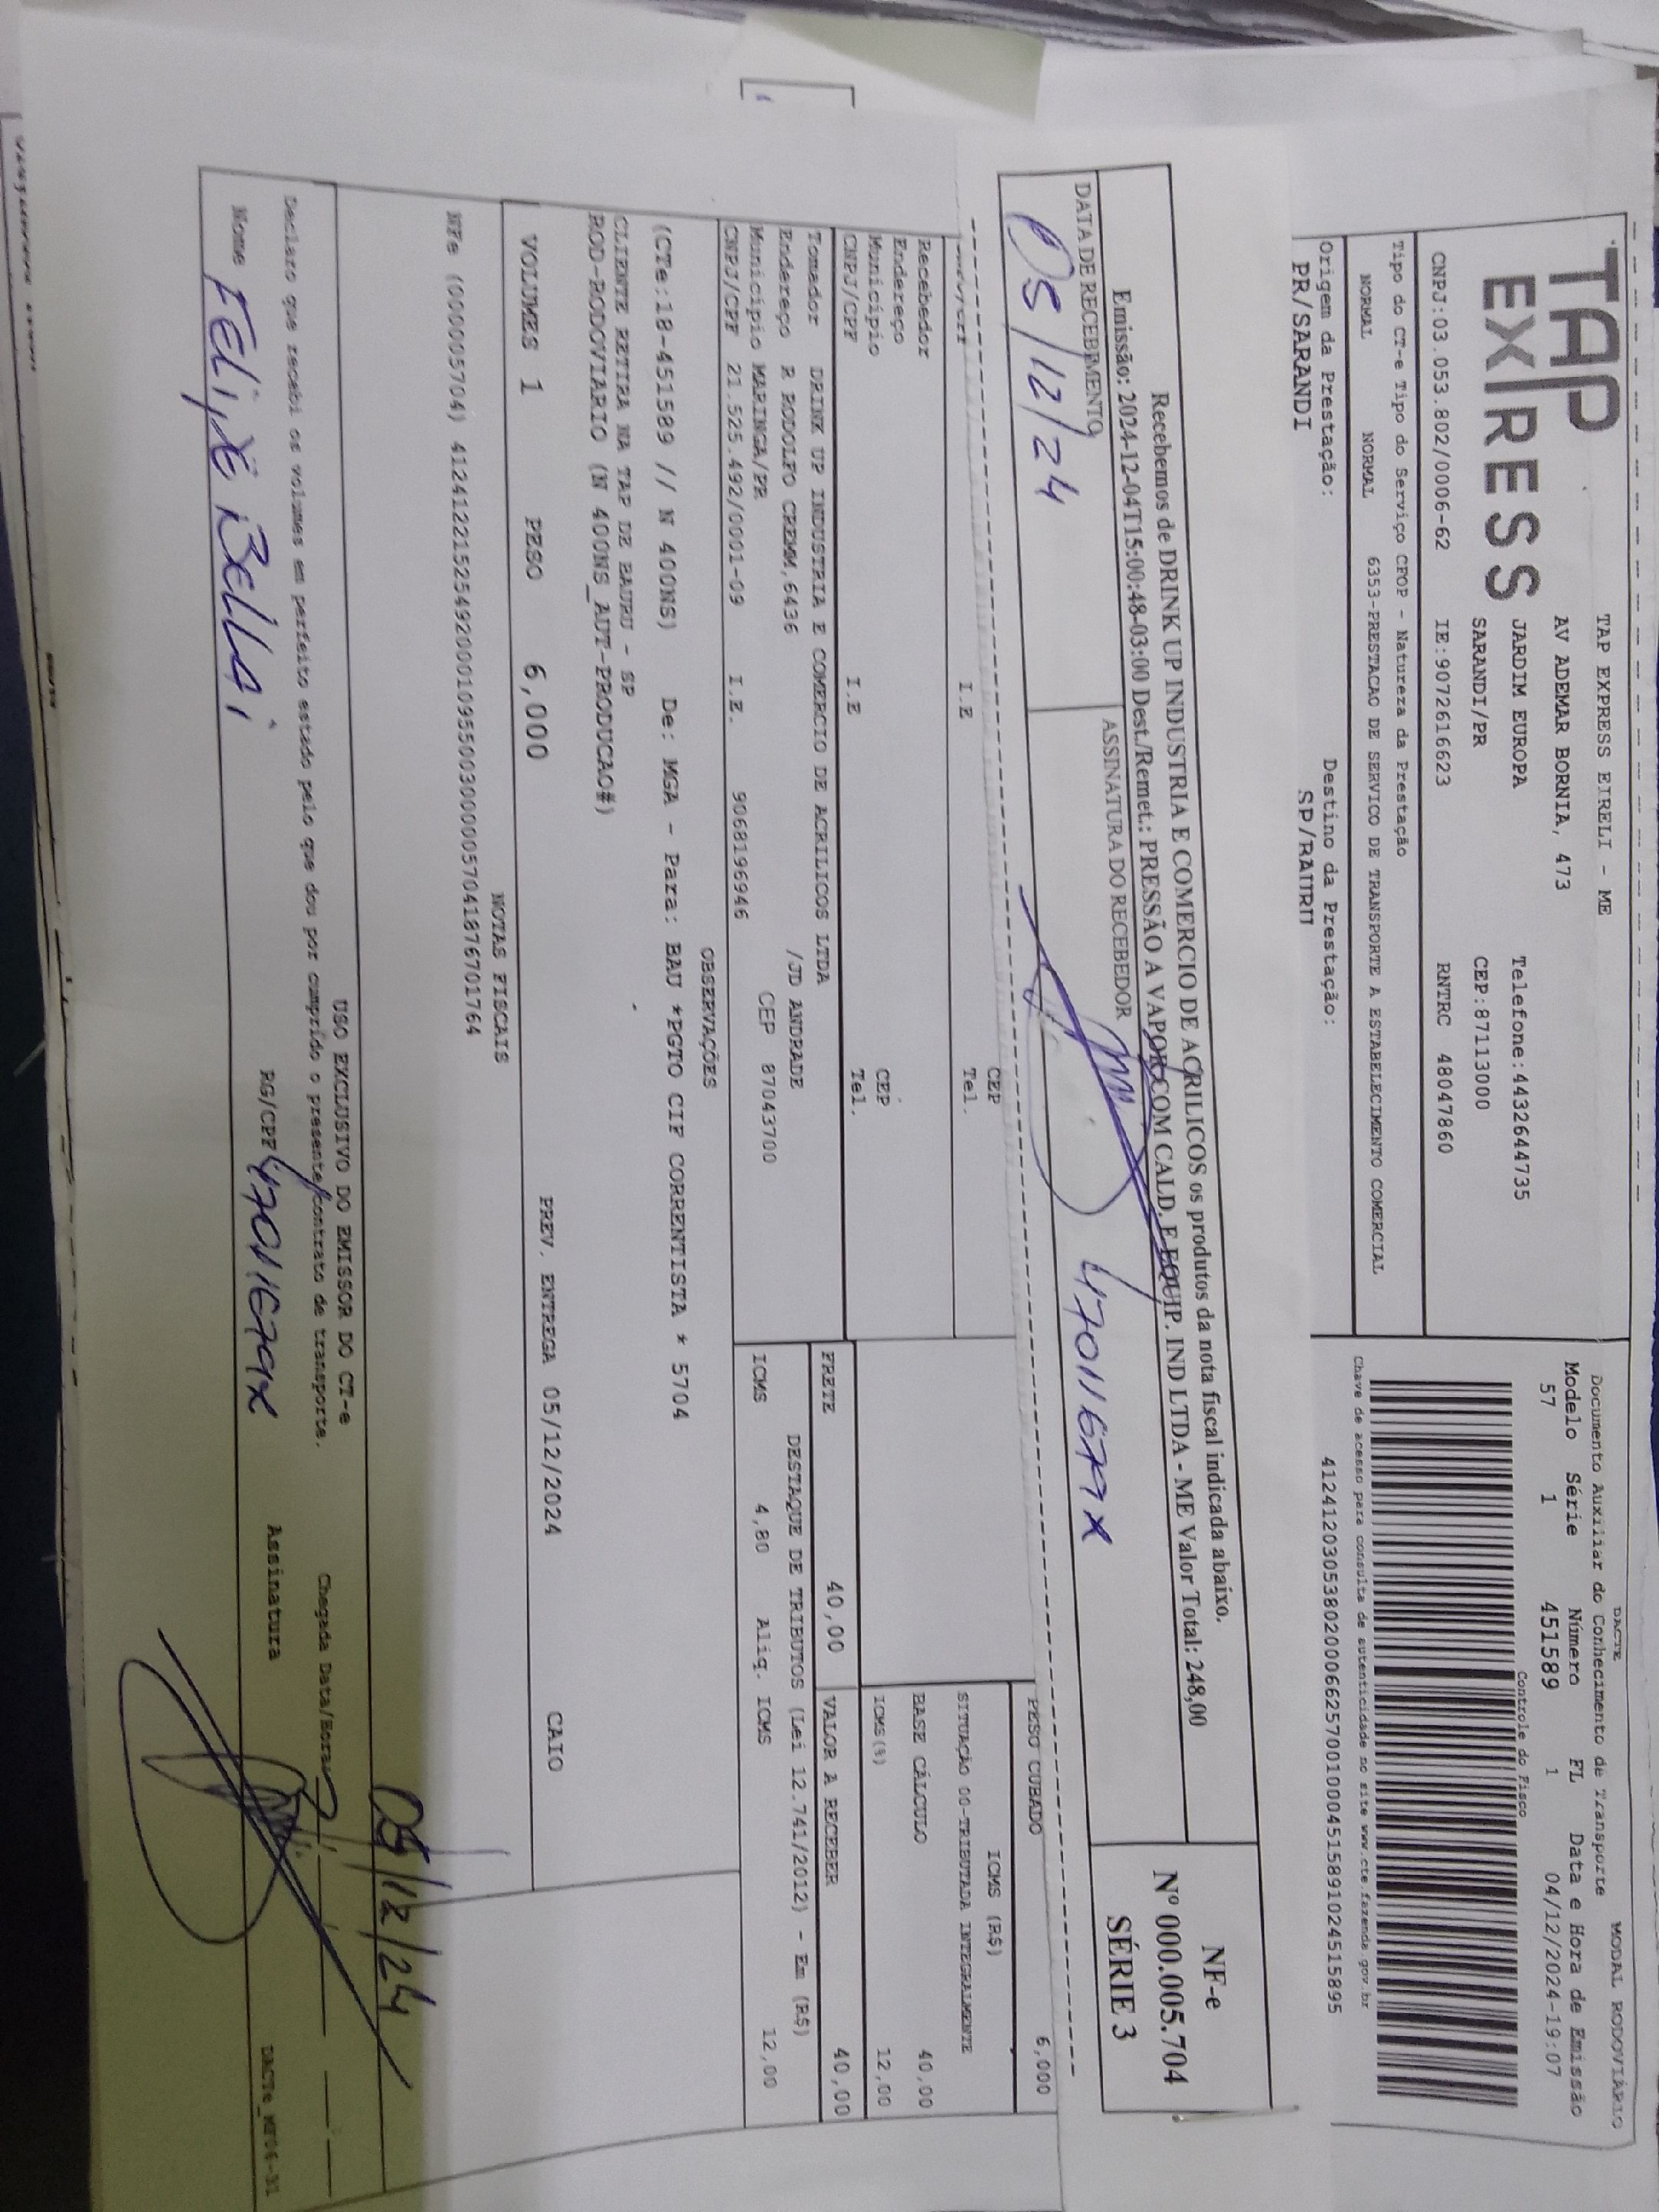 TAP EXPRESS
TAP EXPRESS EIRELI - ME
AV ADEMAR BORNIA, 473
JARDIM EUROPA Telefone:4432644735
SARANDI/PR CEP:87113000
CNPJ:03.053.802/0006-62 IE:9072616623 RNTRC 48047860
Tipo do CT-e Tipo do Serviço CFOP - Natureza da Prestação
NORMAL NORMAL 6353-PRESTACAO DE SERVICO DE TRANSPORTE A ESTABELECIMENTO COMERCIAL
Origem da Prestação: Destino da Prestação:
PR/SARANDI SP/BAURU
DACTE MODAL RODOVIÁRIO
Documento Auxiliar do Conhecimento de Transporte
Modelo Série Número FL Data e Hora de Emissão
57 1 451589 1 04/12/2024-19:07
Controle do Fisco
Chave de acesso para consulta de autenticidade no site www.cte.fazenda.gov.br
41241203053802000662570010004515891024515895
Recebemos de DRINK UP INDUSTRIA E COMERCIO DE ACRILICOS os produtos da nota fiscal indicada abaixo.
Emissão: 2024-12-04T15:00:48-03:00 Dest./Remet.: PRESSÃO A VAPOR COM CALD. E EQUIP. IND LTDA - ME Valor Total: 248,00
DATA DE RECEBIMENTO ASSINATURA DO RECEBEDOR
05/12/24 47011679X
NF-e
Nº 000.005.704
SÉRIE 3
CEP
I.E Tel.
Recebedor
Endereço
Município CEP
CNPJ/CPF I.E Tel.
PESO CUBADO 6,000
ICMS (R$)
SITUAÇÃO 00-TRIBUTADA INTEGRALMENTE
BASE CÁLCULO 40,00
ICMS(%) 12,00
Tomador DRINK UP INDUSTRIA E COMERCIO DE ACRILICOS LTDA
Endereço R RODOLFO CREMM,6436 /JD ANDRADE
Município MARINGA/PR CEP 87043700
CNPJ/CPF 21.525.492/0001-09 I.E. 9068196946
FRETE 40,00 VALOR A RECEBER 40,00
DESTAQUE DE TRIBUTOS (Lei 12.741/2012) - Em (R$)
ICMS 4,80 Aliq. ICMS 12,00
OBSERVAÇÕES
(CTe:18-451589 // N 400NS) De: MGA - Para: BAU *PGTO CIF CORRENTISTA * 5704
CLIENTE RETIRA NA TAP DE BAURU - SP
ROD-RODOVIARIO (N 400NS_AUT-PRODUCAO#)
VOLUMES 1 PESO 6,000 PREV. ENTREGA 05/12/2024 CAIO
NOTAS FISCAIS
NFe (000005704) 41241221525492000109550030000057041876701764
USO EXCLUSIVO DO EMISSOR DO CT-e
Declaro que recebi os volumes em perfeito estado pelo que dou por cumprido o presente contrato de transporte. Chegada Data/Hora
05/12/24
Nome Felipe Bellai RG/CPF 47011679X Assinatura
DACTe_MT06-R1